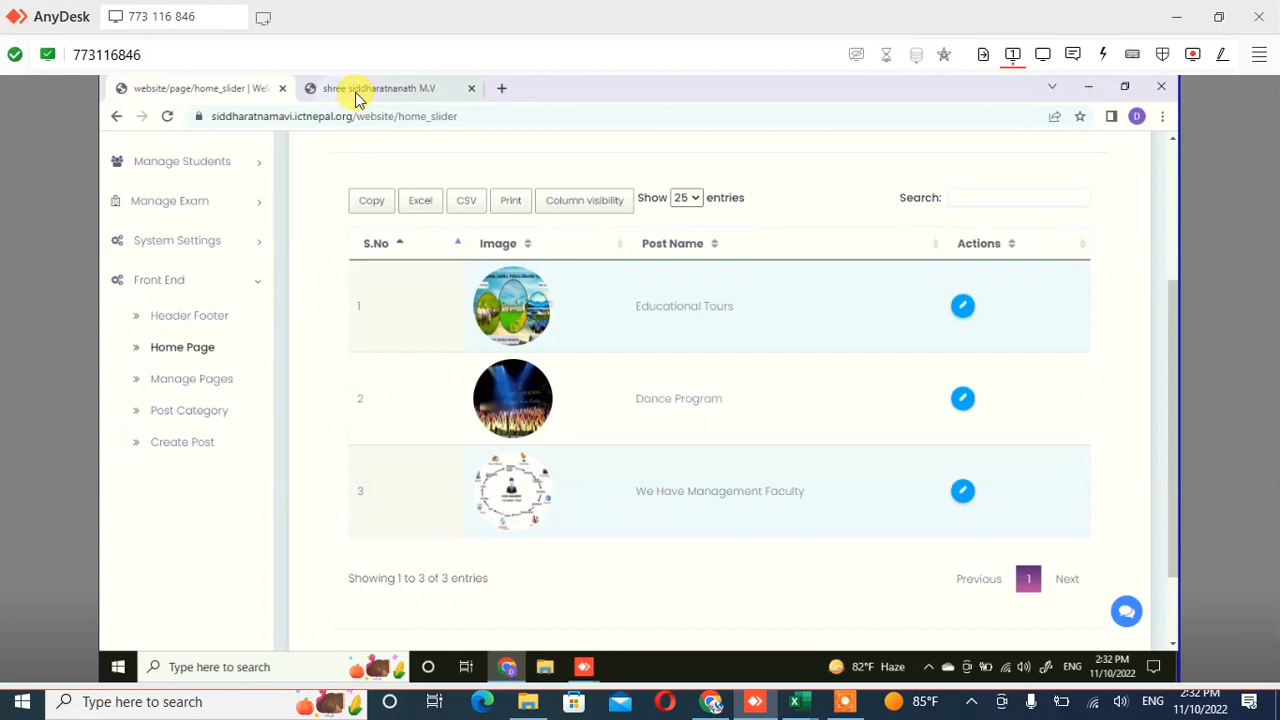 AnyDesk 773 116 846
773116846
website/page/home_slider | Wel shree siddharatnanath M.V
siddharatnamavi.ictnepal.org/website/home_slider D
Manage Students
Manage Exam
System Settings
Front End
Header Footer
Home Page
Manage Pages
Post Category
Create Post
Copy Excel CSV Print Column visibility Show 25 entries Search:
S.No Image Post Name Actions
1 Educational Tours
2 Dance Program
3 We Have Management Faculty
Showing 1 to 3 of 3 entries Previous 1 Next
Type here to search 82°F Haze ENG 2:32 PM
11/10/2022
Type here to search 85°F ENG 2:32 PM
11/10/2022